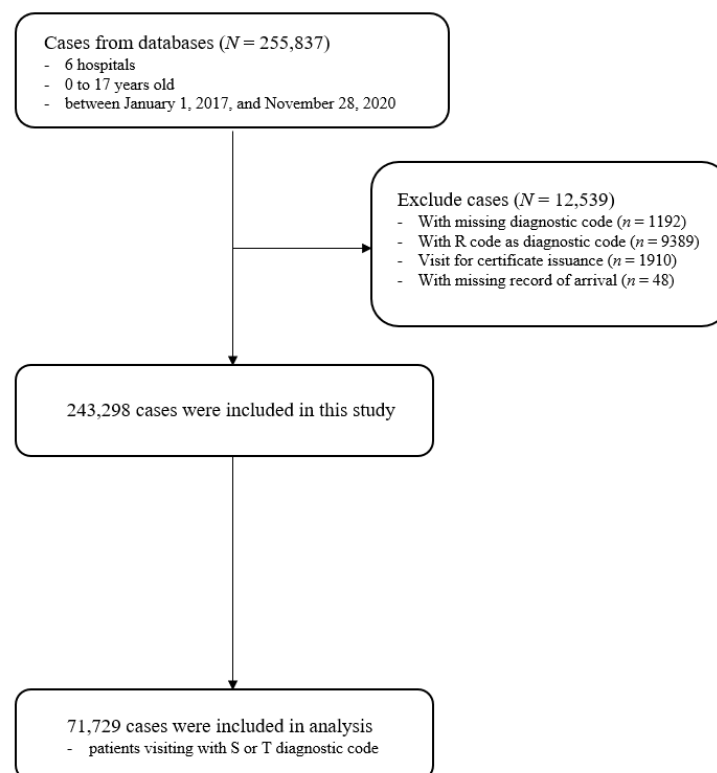 Cases from databases (N = 255,837)
- 6 hospitals
- 0 to 17 years old
- between January 1, 2017, and November 28, 2020
Exclude cases (N = 12,539)
- With missing diagnostic code (n = 1192)
- With R code as diagnostic code (n = 9389)
- Visit for certificate issuance (n = 1910)
- With missing record of arrival (n = 48)
243,298 cases were included in this study
71,729 cases were included in analysis
- patients visiting with S or T diagnostic code